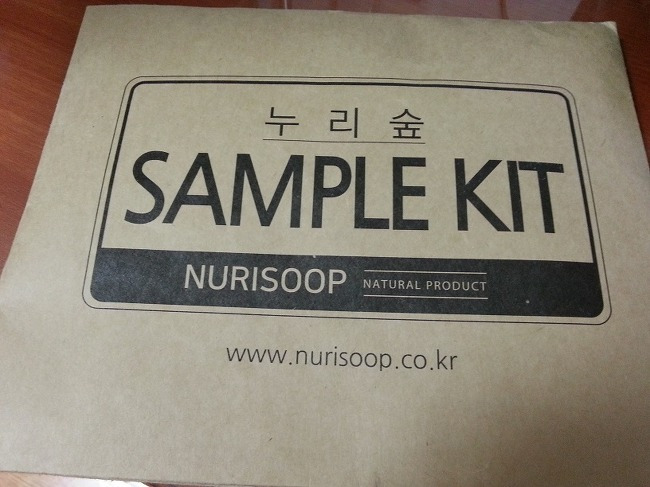 누리숲
SAMPLE KIT
NURISOOP NATURAL PRODUCT
www.nurisoop.co.kr